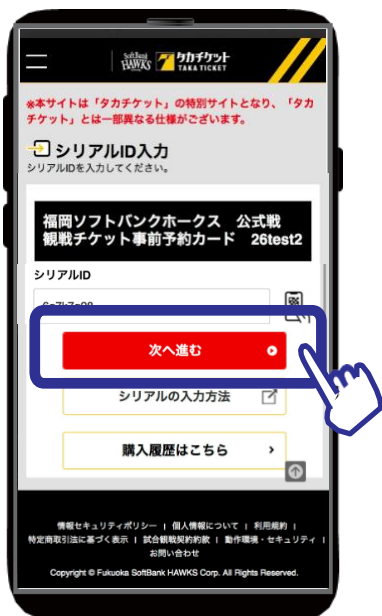 SoftBank HAWKS タカチケット TAKA TICKET
※本サイトは「タカチケット」の特別サイトとなり、「タカ
チケット」とは一部異なる仕様がございます。
シリアルID入力
シリアルIDを入力してください。
福岡ソフトバンクホークス 公式戦
観戦チケット事前予約カード 26test2
シリアルID
次へ進む
シリアルの入力方法
購入履歴はこちら
情報セキュリティポリシー | 個人情報について | 利用規約 |
特定商取引法に基づく表示 | 試合観戦契約約款 | 動作環境・セキュリティ |
お問い合わせ
Copyright © Fukuoka SoftBank HAWKS Corp. All Rights Reserved.